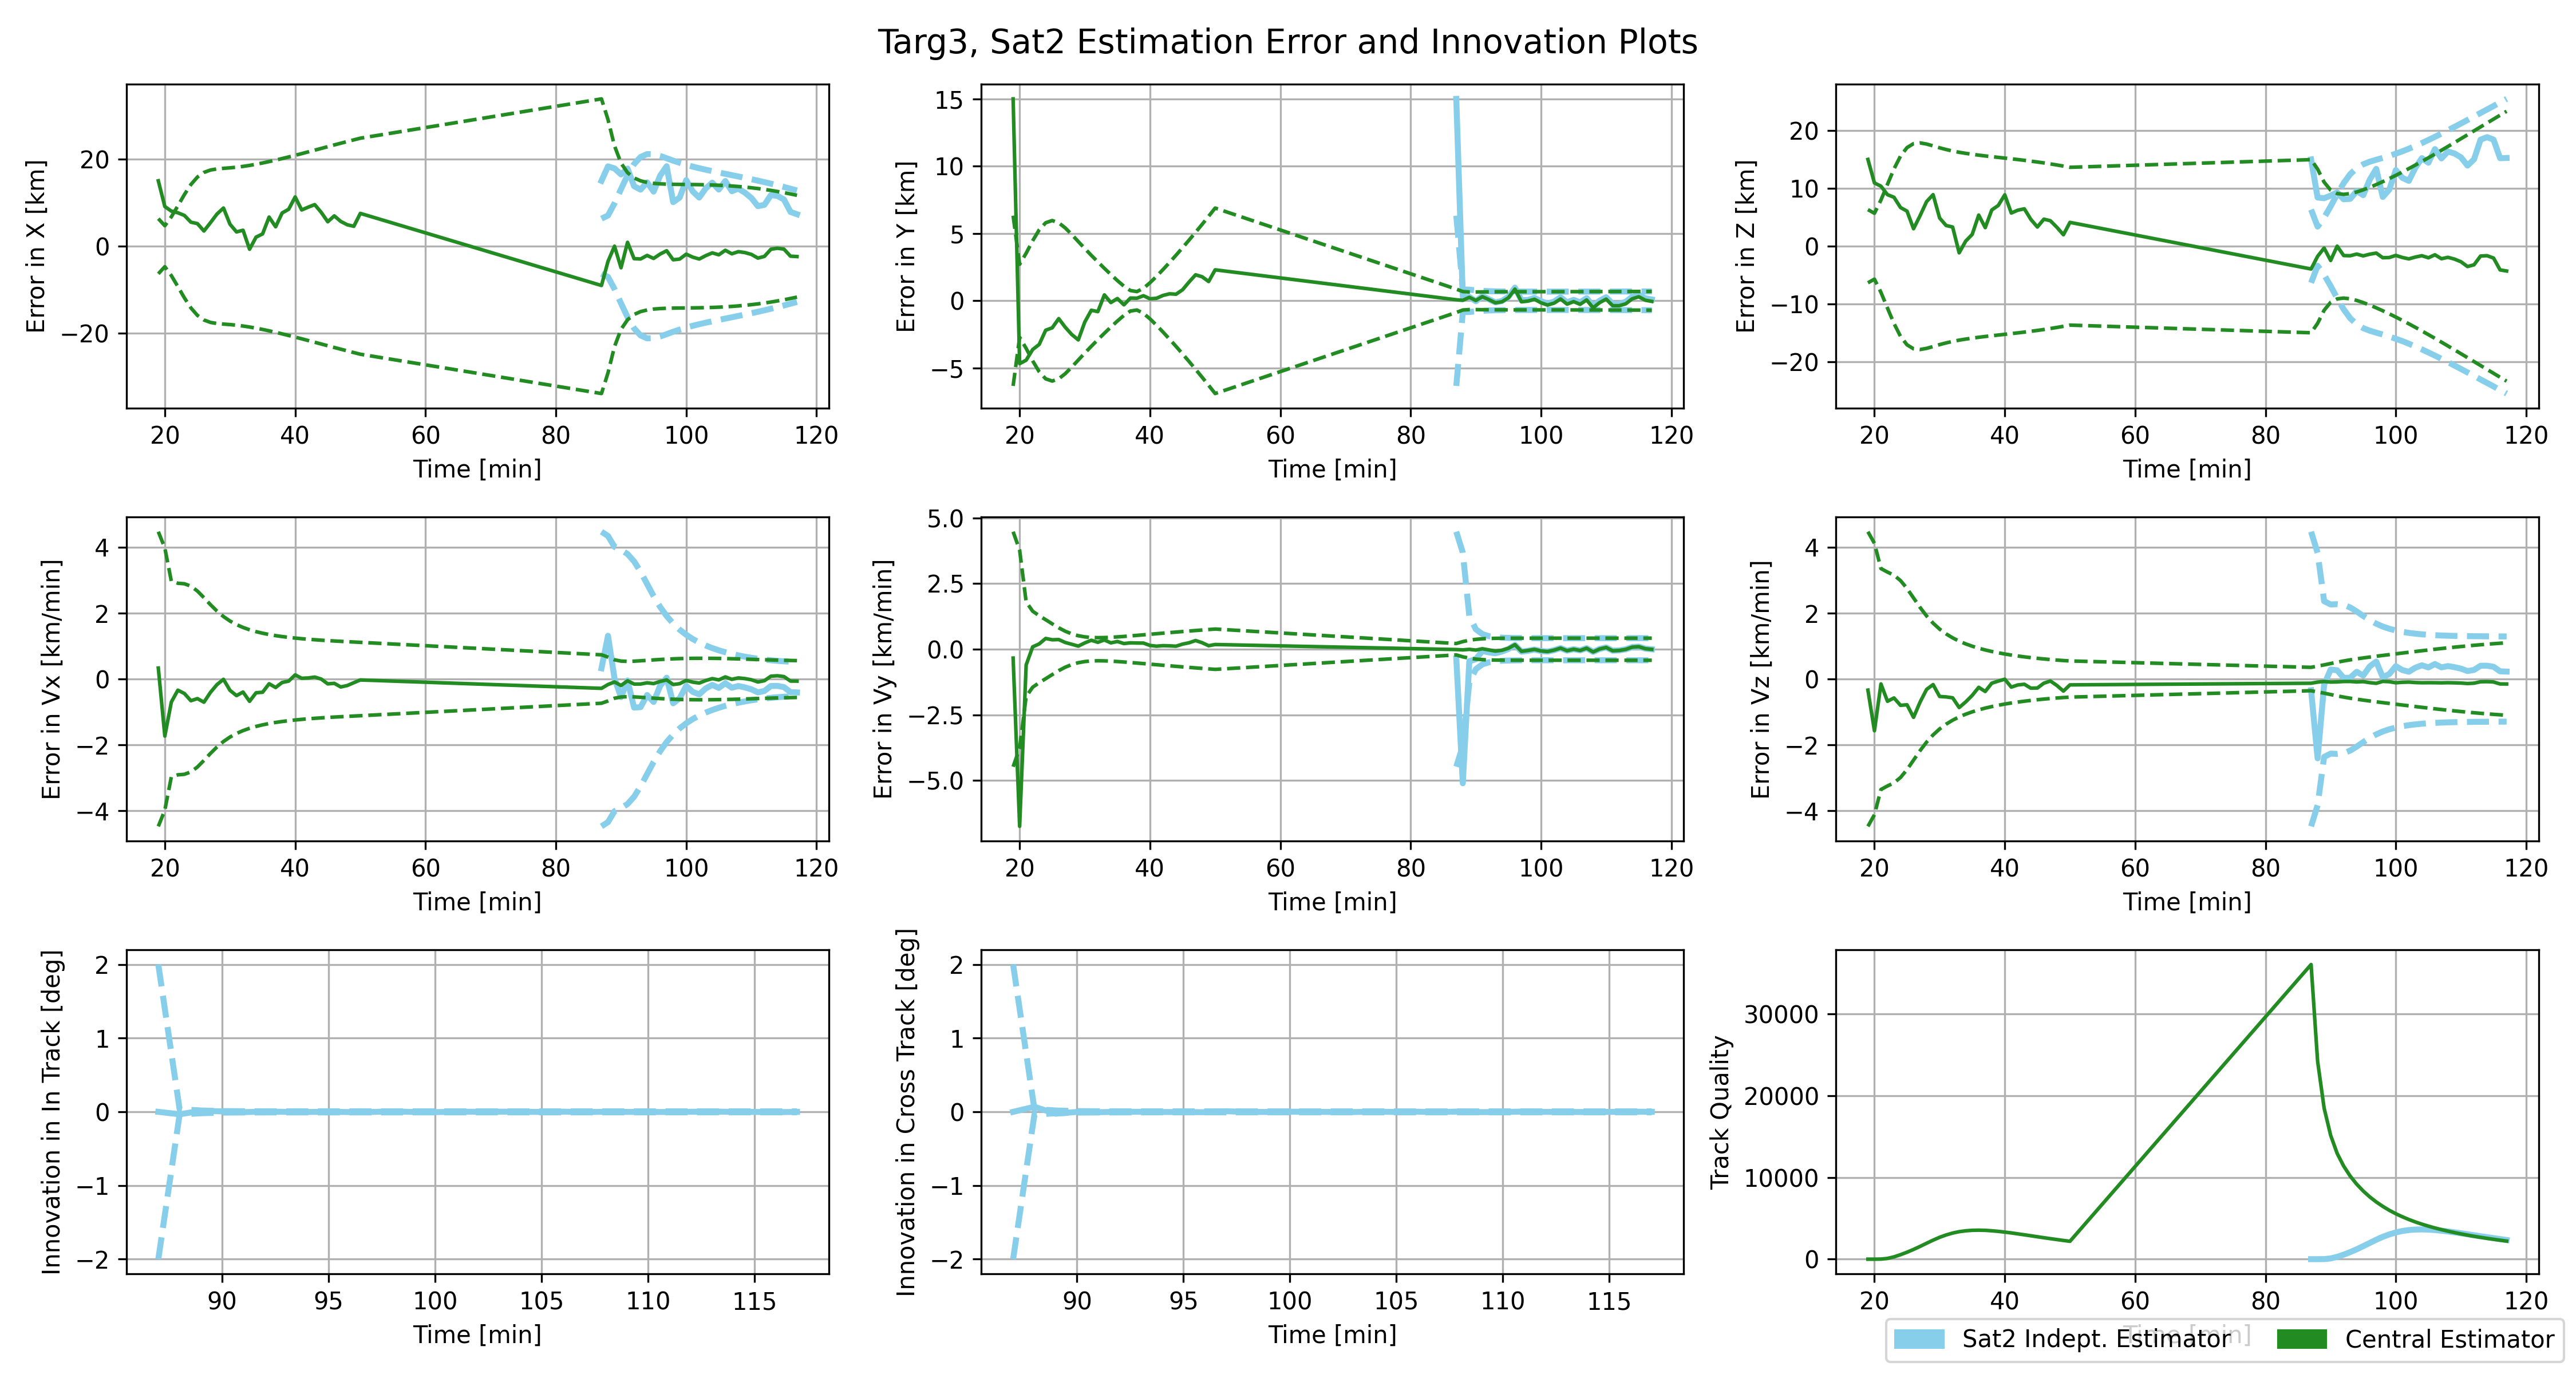 Targ3, Sat2 Estimation Error and Innovation Plots
Error in X [km]
20
0
−20
20 40 60 80 100 120
Time [min]
Error in Y [km]
15
10
5
0
−5
20 40 60 80 100 120
Time [min]
Error in Z [km]
20
10
0
−10
−20
20 40 60 80 100 120
Time [min]
Error in Vx [km/min]
4
2
0
−2
−4
20 40 60 80 100 120
Time [min]
Error in Vy [km/min]
5.0
2.5
0.0
−2.5
−5.0
20 40 60 80 100 120
Time [min]
Error in Vz [km/min]
4
2
0
−2
−4
20 40 60 80 100 120
Time [min]
Innovation in In Track [deg]
2
1
0
−1
−2
90 95 100 105 110 115
Time [min]
Innovation in Cross Track [deg]
2
1
0
−1
−2
90 95 100 105 110 115
Time [min]
Track Quality
30000
20000
10000
0
20 40 60 80 100 120
Time [min]
Sat2 Indept. Estimator
Central Estimator